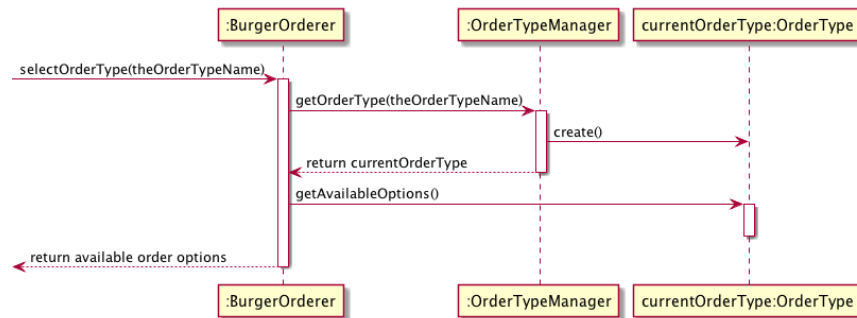 :BurgerOrderer
:OrderTypeManager
currentOrderType:OrderType
selectOrderType(theOrderTypeName)
getOrderType(theOrderTypeName)
create()
return currentOrderType
getAvailableOptions()
return available order options
:BurgerOrderer
:OrderTypeManager
currentOrderType:OrderType